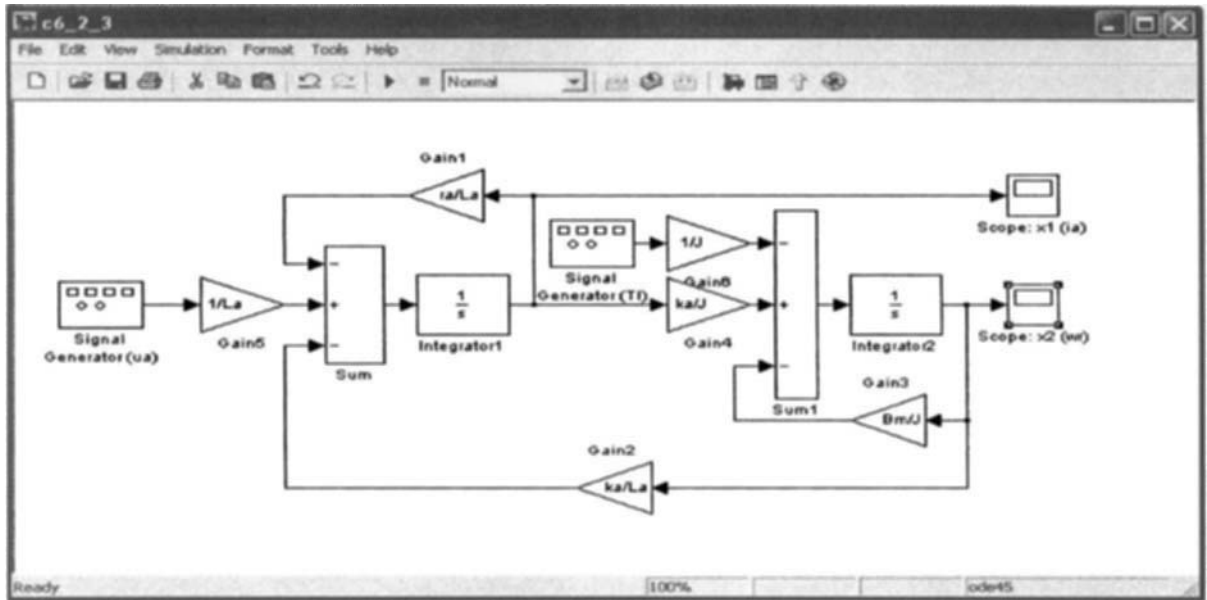 c6_2_3
File Edit View Simulation Format Tools Help
Normal
Gain1
ra/La
Scope: x1 (ia)
1/J
Signal
Generator (Tl)
Gain6
1/La
Signal
Generator (ua)
Gain5
-
+
-
Sum
1
s
Integrator1
ka/J
Gain4
-
+
-
Sum1
1
s
Integrator2
Scope: x2 (wr)
Gain3
Bm/J
Gain2
ka/La
Ready
100%
ode45